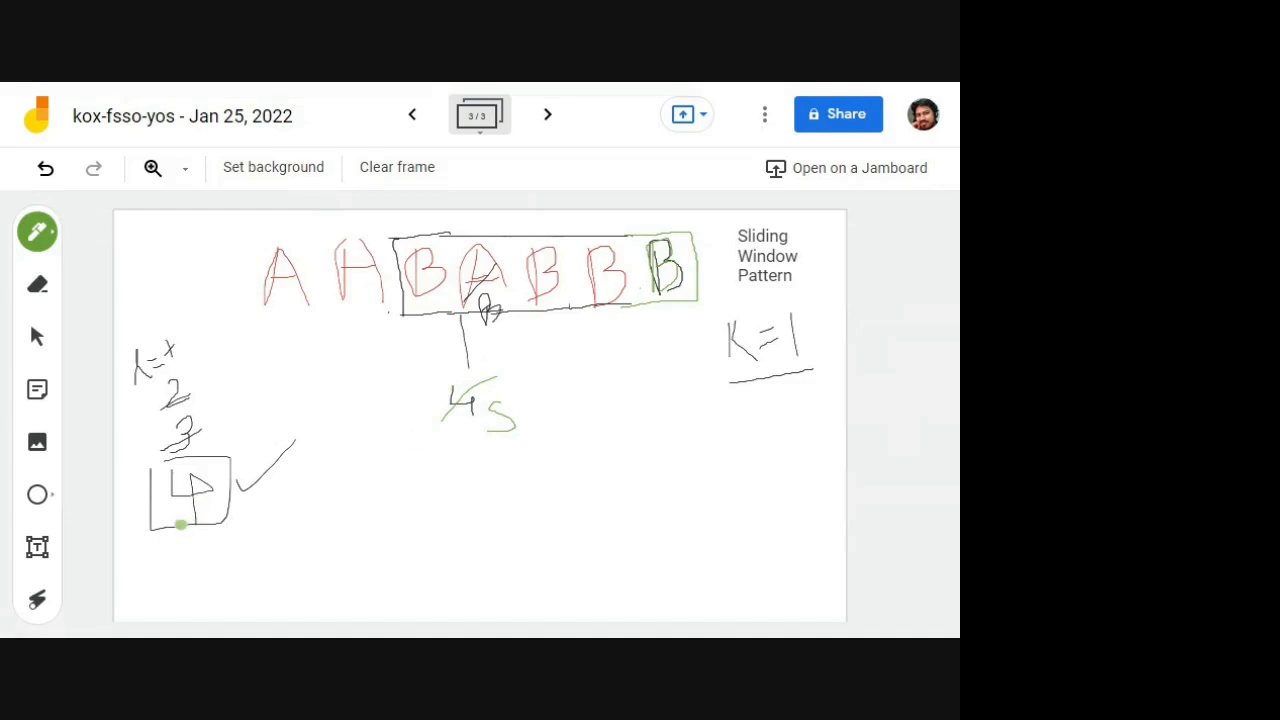 kox-fsso-yos - Jan 25, 2022
3 / 3
Share
Set background
Clear frame
Open on a Jamboard
A A B A B B B
B
Sliding
Window
Pattern
K=1
2
3
4
4 5